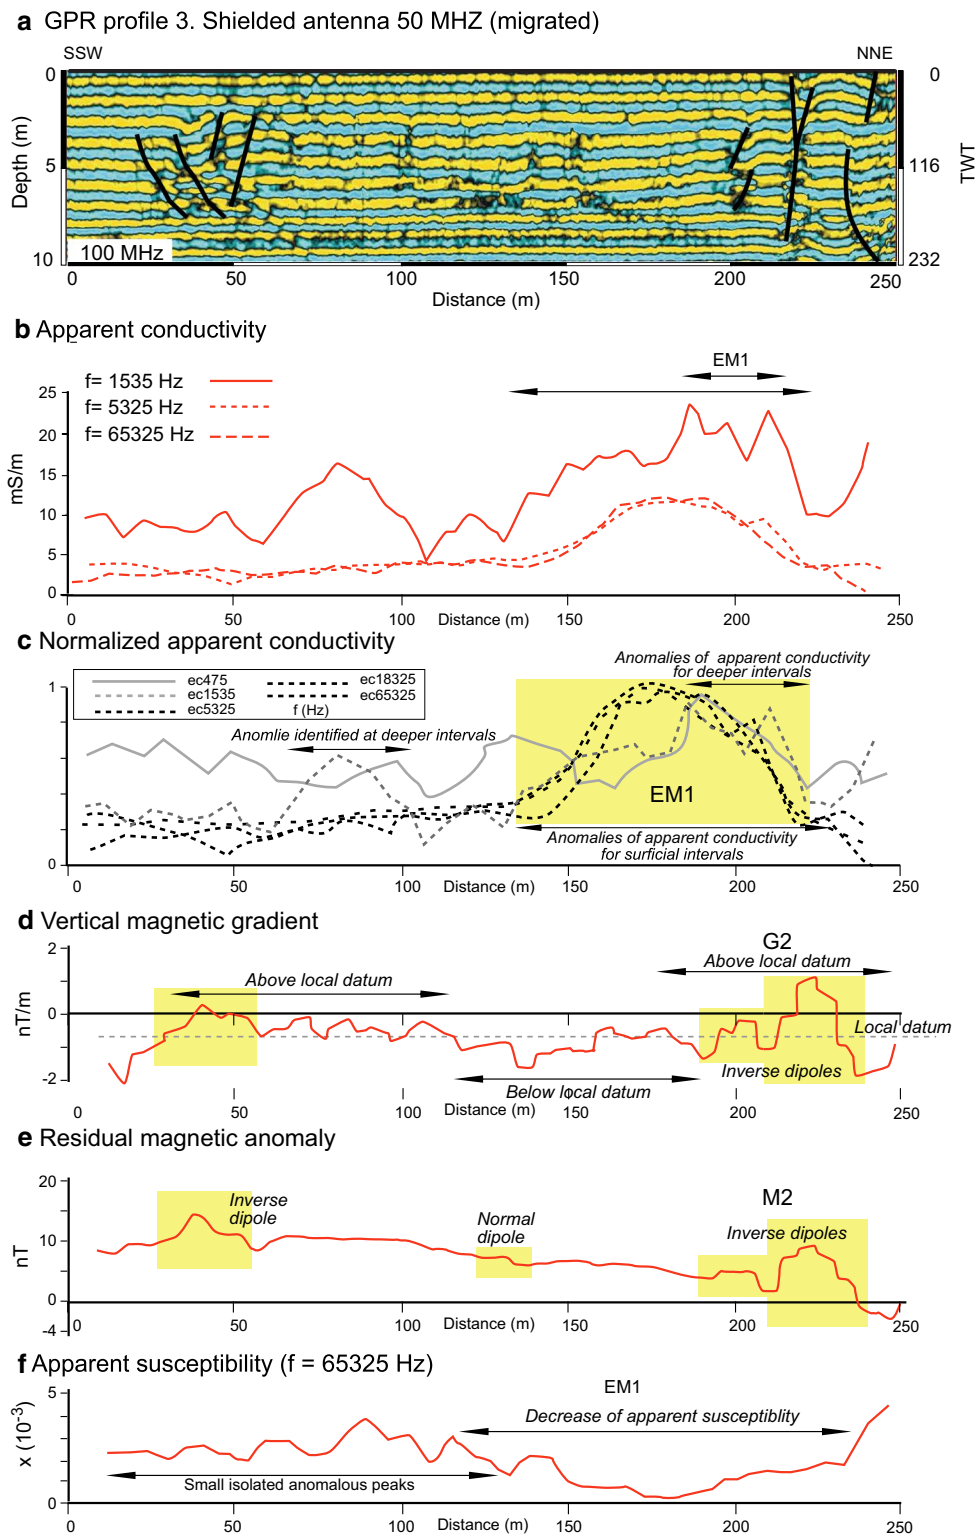 a GPR profile 3. Shielded antenna 50 MHZ (migrated)
SSW NNE
0 0
Depth (m)
5 116
TWT
10 100 MHz 232
0 50 100 150 200 250
Distance (m)
b Apparent conductivity
EM1
f= 1535 Hz
f= 5325 Hz
f= 65325 Hz
25
20
15
10
5
0
mS/m
0 50 100 Distance (m) 150 200 250
c Normalized apparent conductivity
ec475 ec18325
ec1535 ec65325
ec5325 f (Hz)
Anomalies of apparent conductivity
for deeper intervals
Anomlie identified at deeper intervals
1
0
EM1
Anomalies of apparent conductivity
for surficial intervals
0 50 100 Distance (m) 150 200 250
d Vertical magnetic gradient
G2
2
0
-2
nT/m
Above local datum
Above local datum
Local datum
Inverse dipoles
Below local datum
0 50 100 Distance (m) 150 200 250
e Residual magnetic anomaly
20
10
0
-4
nT
Inverse
dipole
Normal
dipole
M2
Inverse dipoles
0 50 100 Distance (m) 150 200 250
f Apparent susceptibility (f = 65325 Hz)
5
0
x (10-3)
EM1
Decrease of apparent susceptiblity
Small isolated anomalous peaks
0 50 100 Distance (m) 150 200 250